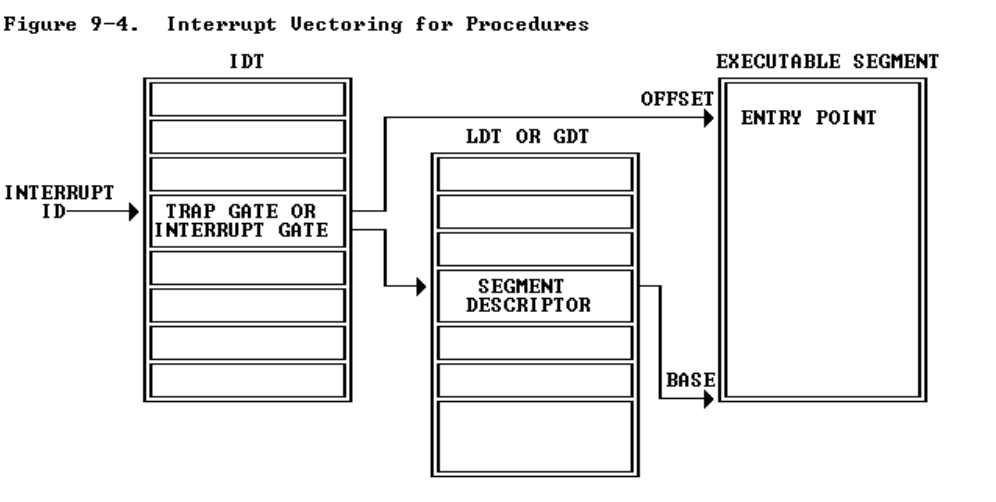 Figure 9-4.  Interrupt Vectoring for Procedures
IDT
EXECUTABLE SEGMENT
OFFSET
ENTRY POINT
LDT OR GDT
INTERRUPT
ID
TRAP GATE OR
INTERRUPT GATE
SEGMENT
DESCRIPTOR
BASE